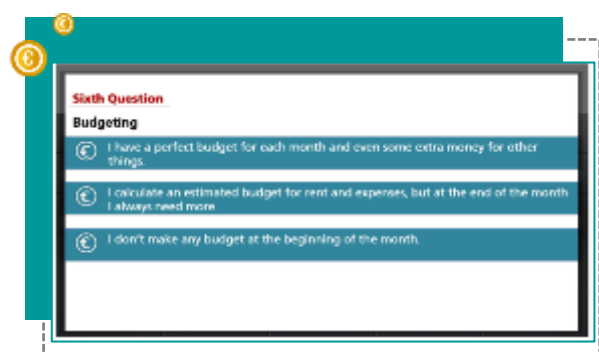 Sixth Question
Budgeting
I have a perfect budget for each month and even some extra money for other
things.
I calculate an estimated budget for rent and expenses, but at the end of the month
I always need more
I don't make any budget at the beginning of the month.